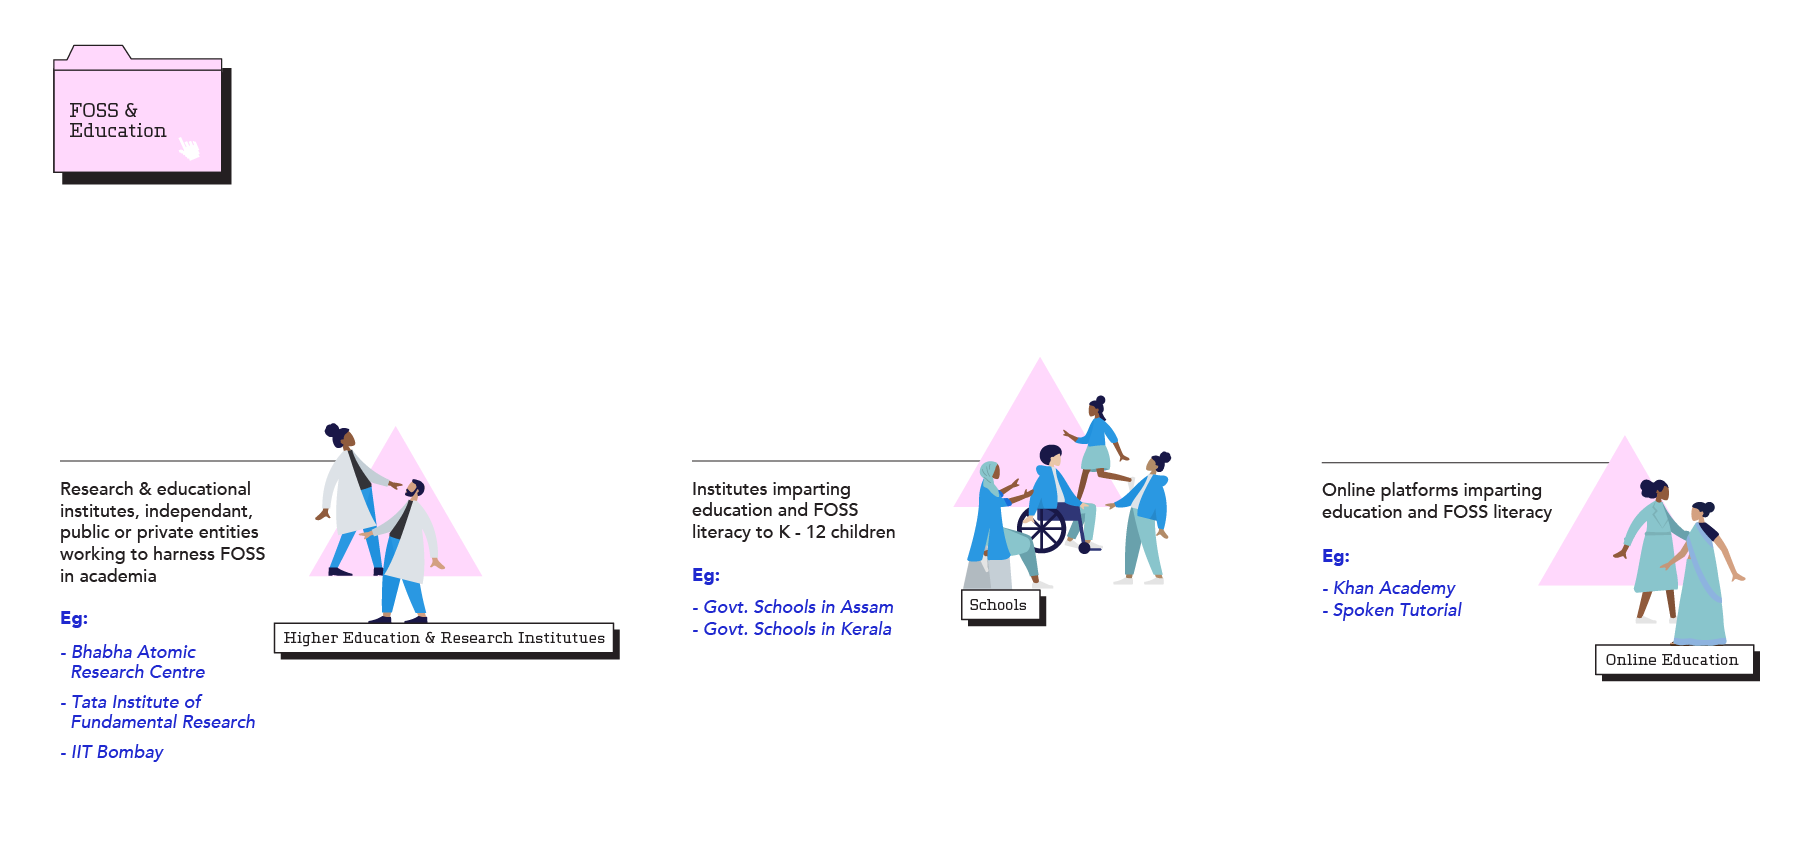 FOSS &
Education
Research & educational
institutes, independant,
public or private entities
working to harness FOSS
in academia
Eg:
- Bhabha Atomic
Research Centre
- Tata Institute of
Fundamental Research
- IIT Bombay
Higher Education & Research Institutues
Institutes imparting
education and FOSS
literacy to K - 12 children
Eg:
- Govt. Schools in Assam
- Govt. Schools in Kerala
Schools
Online platforms imparting
education and FOSS literacy
Eg:
- Khan Academy
- Spoken Tutorial
Online Education